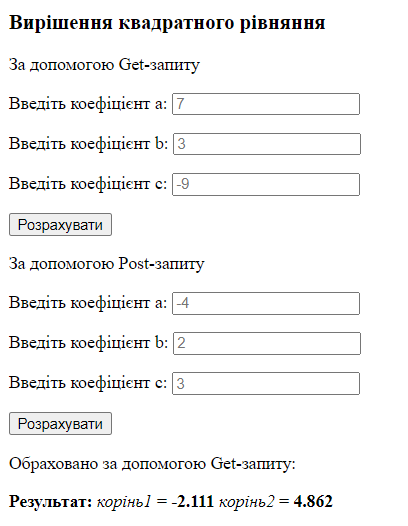 Вирішення квадратного рівняння
За допомогою Get-запиту
Введіть коефіцієнт a: 7
Введіть коефіцієнт b: 3
Введіть коефіцієнт c: -9
Розрахувати
За допомогою Post-запиту
Введіть коефіцієнт a: -4
Введіть коефіцієнт b: 2
Введіть коефіцієнт c: 3
Розрахувати
Обраховано за допомогою Get-запиту:
Результат: корінь1 = -2.111 корінь2 = 4.862